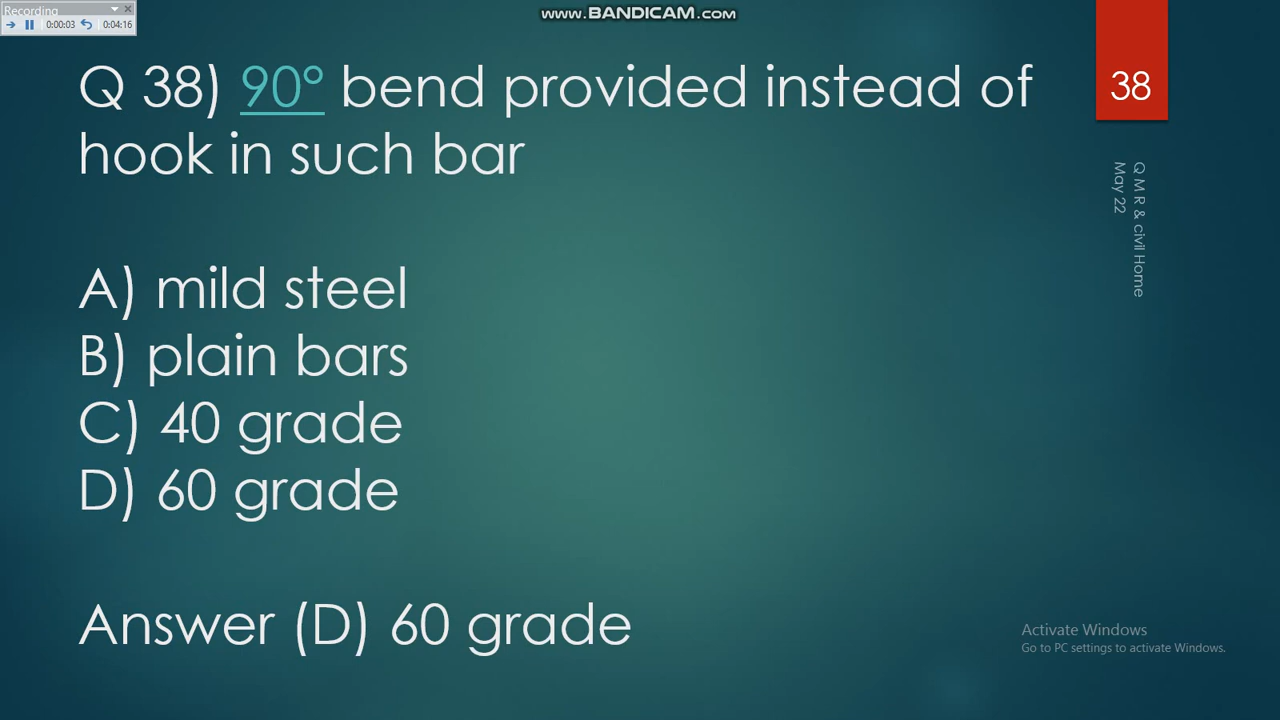 Recording
0:00:03
0:04:16
www.BANDICAM.com
Q 38) 90° bend provided instead of
hook in such bar
38
Q M R & civil Home
May 22
A) mild steel
B) plain bars
C) 40 grade
D) 60 grade
Answer (D) 60 grade
Activate Windows
Go to PC settings to activate Windows.